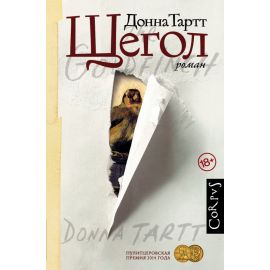 Донна Тартт
Щегол
роман
GOLDFINCH
18+
CORPUS
DONNA TARTT
ПУЛИТЦЕРОВСКАЯ
ПРЕМИЯ 2014 ГОДА